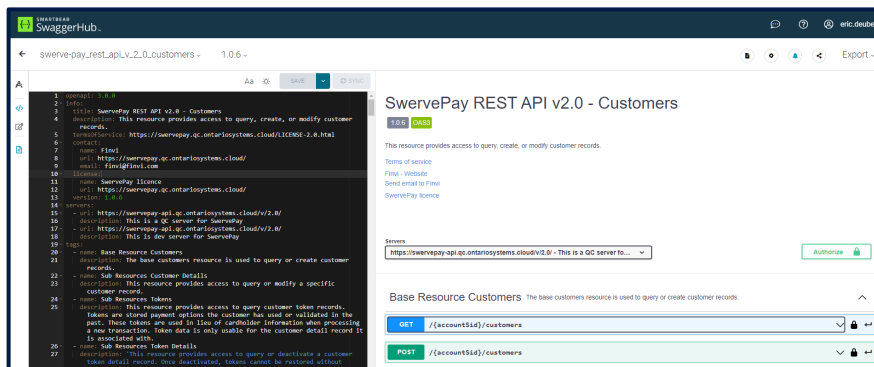 SMARTBEAR
SwaggerHub™
eric.deube
swerve-pay_rest_api_v_2_0_customers
1.0.6
Export
Aa
SAVE
SYNC
1 openapi: 3.0.0
2 info:
3 title: SwervePay REST API v2.0 - Customers
4 description: This resource provides access to query, create, or modify customer
records.
5 termsOfService: https://swervepay.qc.ontariosystems.cloud/LICENSE-2.0.html
6 contact:
7 name: Finvi
8 url: https://swervepay.qc.ontariosystems.cloud/
9 email: finvi@finvi.com
10 license:
11 name: SwervePay licence
12 url: https://swervepay.qc.ontariosystems.cloud/
13 version: 1.0.6
14 servers:
15 - url: https://swervepay-api.qc.ontariosystems.cloud/v/2.0/
16 description: This is a QC server for SwervePay
17 - url: https://swervepay-api.qc.ontariosystems.cloud/v/2.0/
18 description: This is dev server for SwervePay
19 tags:
20 - name: Base Resource Customers
21 description: The base customers resource is used to query or create customer
records.
22 - name: Sub Resources Customer Details
23 description: This resource provides access to query or modify a specific
customer record.
24 - name: Sub Resources Tokens
25 description: This resource provides access to query customer token records.
Tokens are stored payment options the customer has used or validated in the
past. These tokens are used in lieu of cardholder information when processing
a new transaction. Token data is only usable for the customer detail record it
is associated with.
26 - name: Sub Resources Token Details
27 description: 'This resource provides access to query or deactivate a customer
token detail record. Once deactivated, tokens cannot be restored without
SwervePay REST API v2.0 - Customers
1.0.6 OAS3
This resource provides access to query, create, or modify customer records.
Terms of service
Finvi - Website
Send email to Finvi
SwervePay licence
Servers
https://swervepay-api.qc.ontariosystems.cloud/v/2.0/ - This is a QC server fo...
Authorize
Base Resource Customers The base customers resource is used to query or create customer records.
GET /{accountSid}/customers
POST /{accountSid}/customers